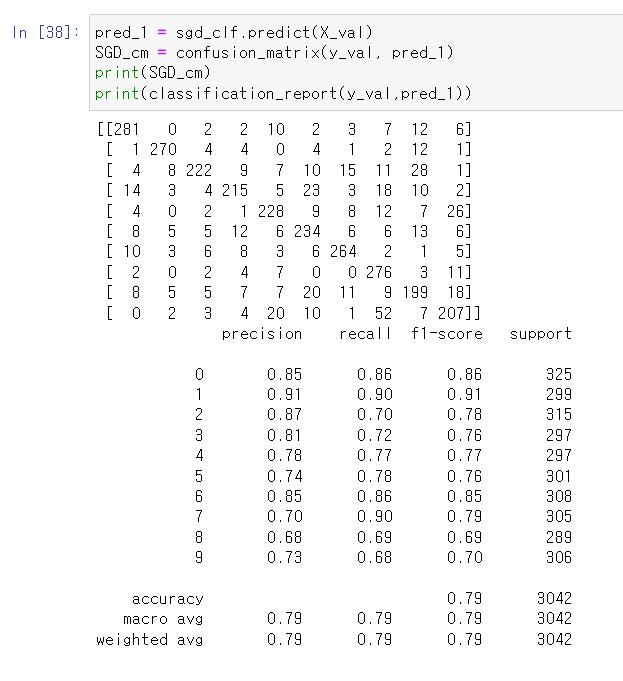 In [38]: pred_1 = sgd_clf.predict(X_val)
SGD_cm = confusion_matrix(y_val, pred_1)
print(SGD_cm)
print(classification_report(y_val,pred_1))
[[281 0 2 2 10 2 3 7 12 6]
[ 1 270 4 4 0 4 1 2 12 1]
[ 4 8 222 9 7 10 15 11 28 1]
[ 14 3 4 215 5 23 3 18 10 2]
[ 4 0 2 1 228 9 8 12 7 26]
[ 8 5 5 12 6 234 6 6 13 6]
[ 10 3 6 8 3 6 264 2 1 5]
[ 2 0 2 4 7 0 0 276 3 11]
[ 8 5 5 7 7 20 11 9 199 18]
[ 0 2 3 4 20 10 1 52 7 207]]
precision recall f1-score support
0 0.85 0.86 0.86 325
1 0.91 0.90 0.91 299
2 0.87 0.70 0.78 315
3 0.81 0.72 0.76 297
4 0.78 0.77 0.77 297
5 0.74 0.78 0.76 301
6 0.85 0.86 0.85 308
7 0.70 0.90 0.79 305
8 0.68 0.69 0.69 289
9 0.73 0.68 0.70 306
accuracy 0.79 3042
macro avg 0.79 0.79 0.79 3042
weighted avg 0.79 0.79 0.79 3042